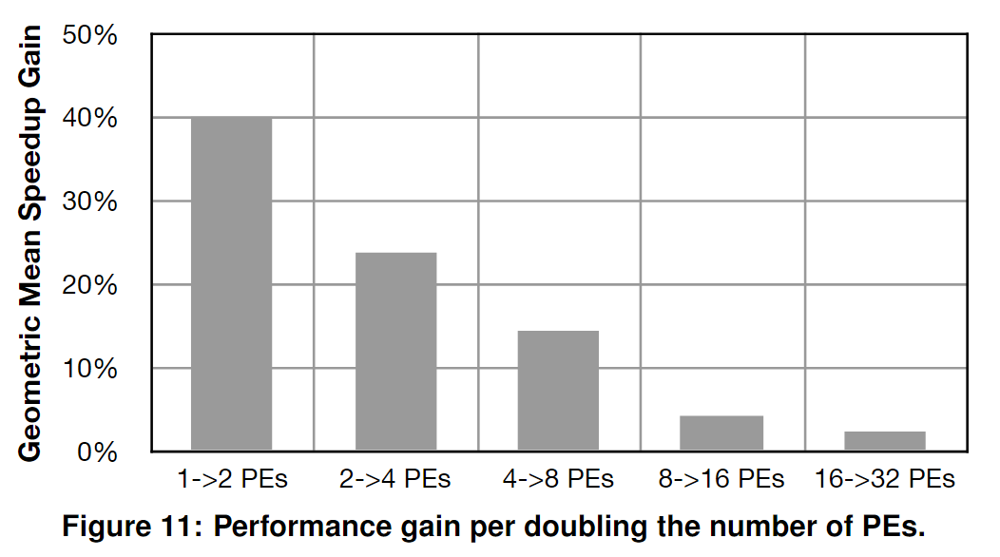 Geometric Mean Speedup Gain
50%
40%
30%
20%
10%
0%
1->2 PEs 2->4 PEs 4->8 PEs 8->16 PEs 16->32 PEs
Figure 11: Performance gain per doubling the number of PEs.